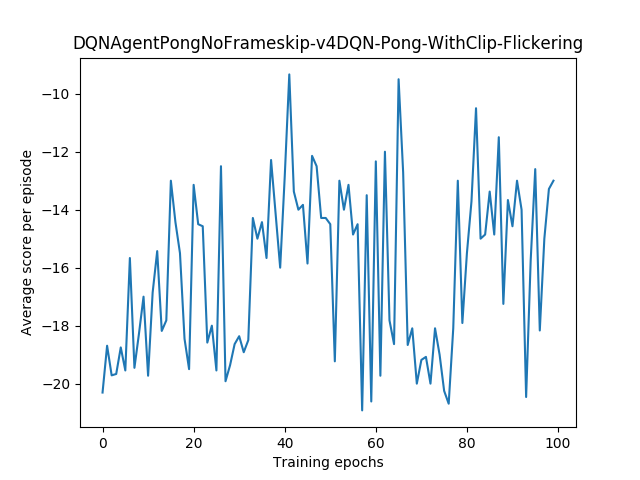 DQNAgentPongNoFrameskip-v4DQN-Pong-WithClip-Flickering
Average score per episode
−10
−12
−14
−16
−18
−20
0 20 40 60 80 100
Training epochs